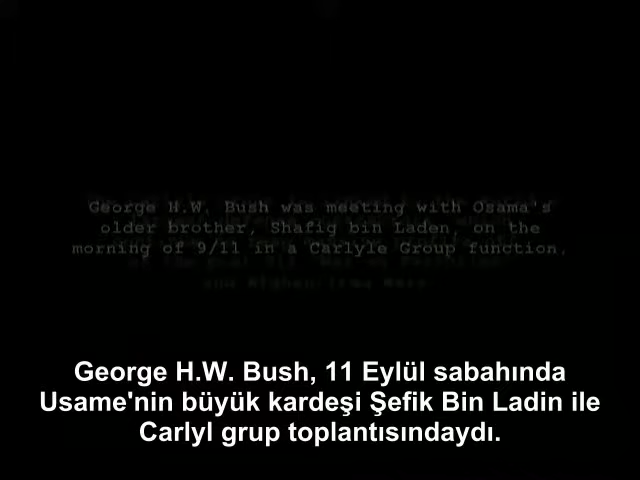 George H.W. Bush was meeting with Osama's
older brother, Shafig bin Laden, on the
morning of 9/11 in a Carlyle Group function,
George H.W. Bush, 11 Eylül sabahında
Usame'nin büyük kardeşi Şefik Bin Ladin ile
Carlyl grup toplantısındaydı.